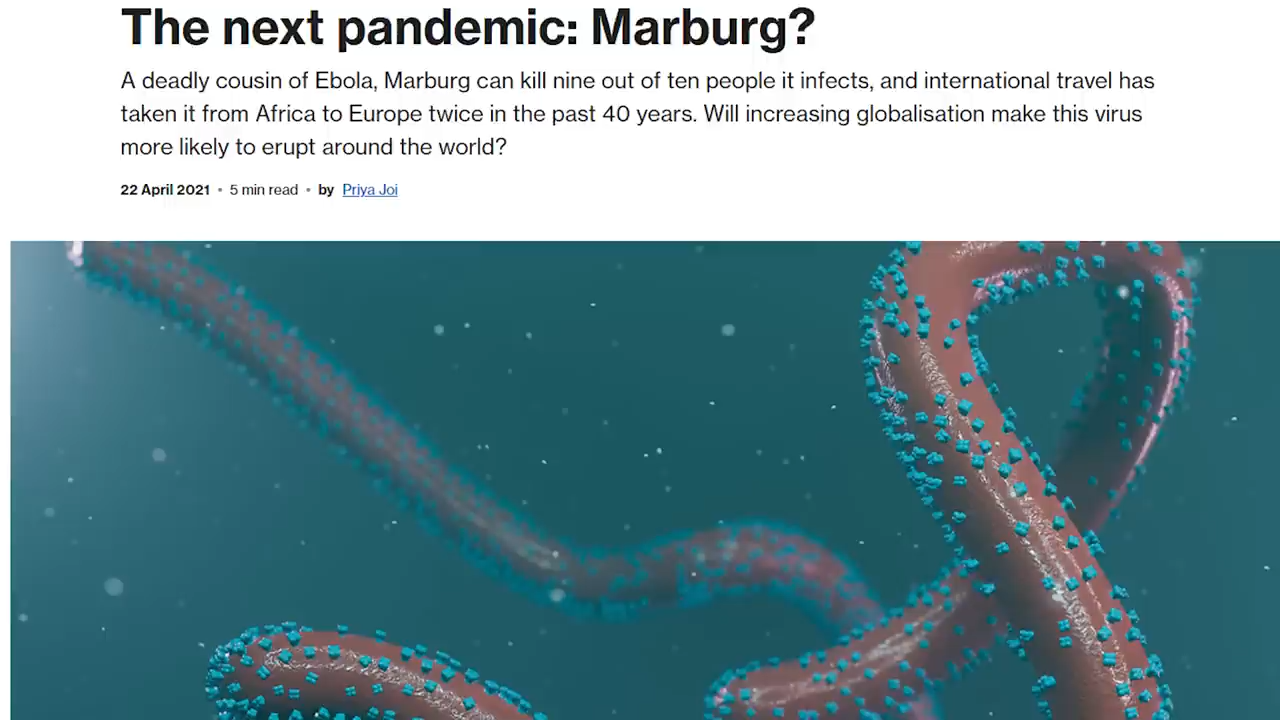 The next pandemic: Marburg?
A deadly cousin of Ebola, Marburg can kill nine out of ten people it infects, and international travel has
taken it from Africa to Europe twice in the past 40 years. Will increasing globalisation make this virus
more likely to erupt around the world?
22 April 2021 • 5 min read • by Priya Joi